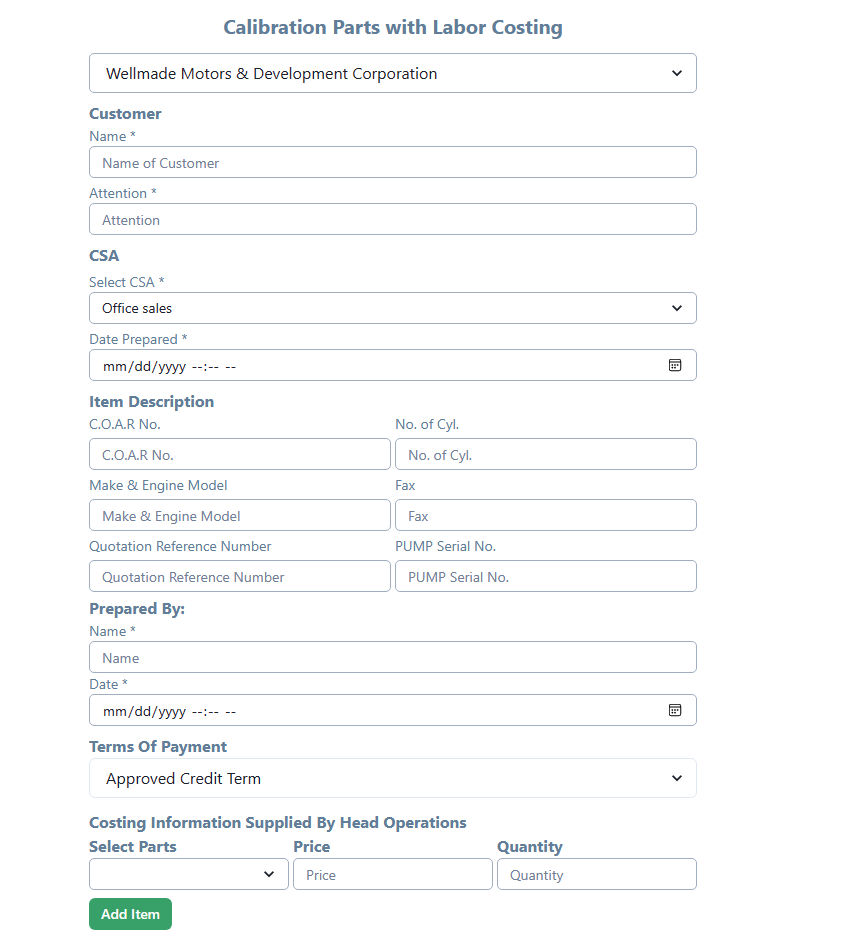 Calibration Parts with Labor Costing
Wellmade Motors & Development Corporation
Customer
Name *
Name of Customer
Attention *
Attention
CSA
Select CSA *
Office sales
Date Prepared *
mm/dd/yyyy --:-- --
Item Description
C.O.A.R No. No. of Cyl.
C.O.A.R No. No. of Cyl.
Make & Engine Model Fax
Make & Engine Model Fax
Quotation Reference Number PUMP Serial No.
Quotation Reference Number PUMP Serial No.
Prepared By:
Name *
Name
Date *
mm/dd/yyyy --:-- --
Terms Of Payment
Approved Credit Term
Costing Information Supplied By Head Operations
Select Parts Price Quantity
Price Quantity
Add Item